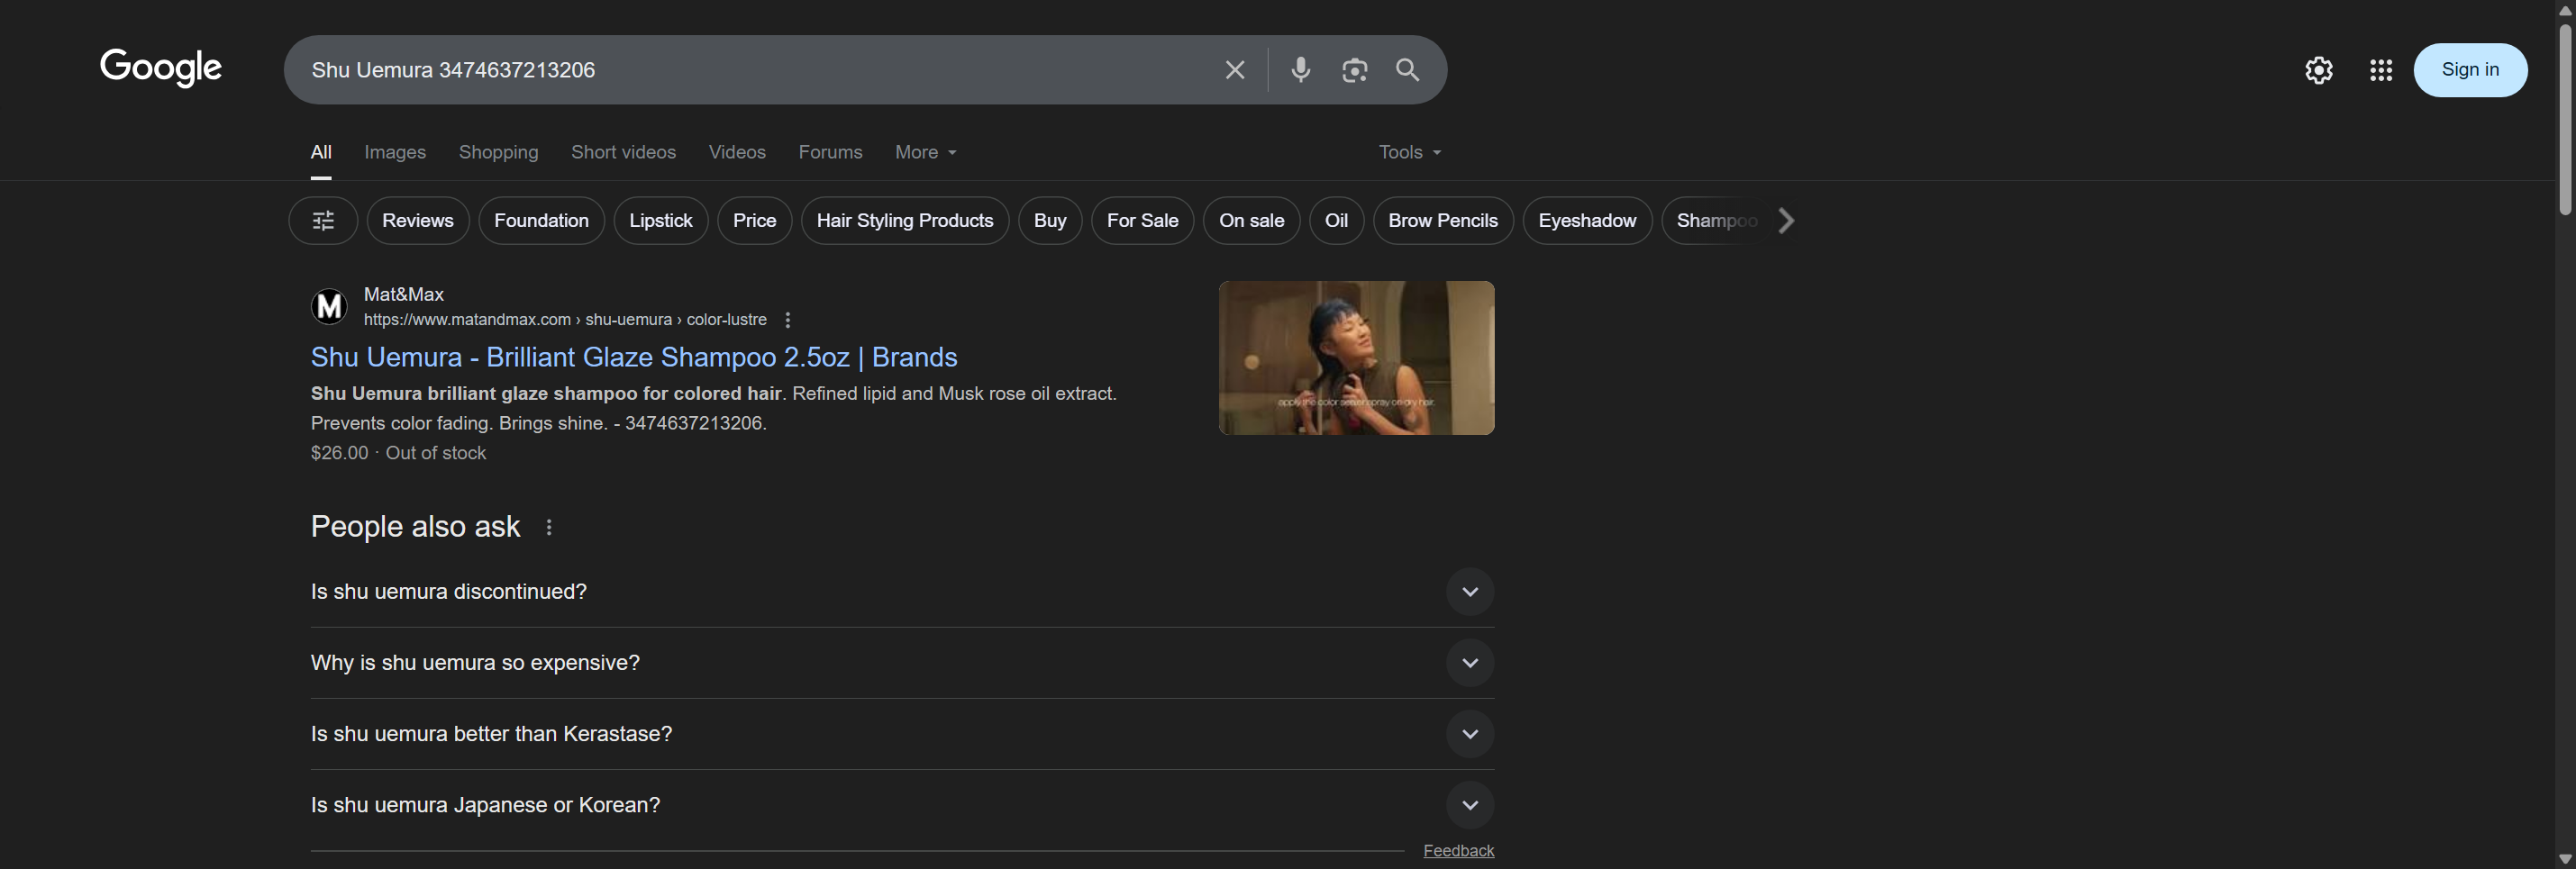 Google
Shu Uemura 3474637213206
Sign in
All
Images
Shopping
Short videos
Videos
Forums
More
Tools
Reviews
Foundation
Lipstick
Price
Hair Styling Products
Buy
For Sale
On sale
Oil
Brow Pencils
Eyeshadow
Shampoo
M
Mat&Max
https://www.matandmax.com › shu-uemura › color-lustre
Shu Uemura - Brilliant Glaze Shampoo 2.5oz | Brands
Shu Uemura brilliant glaze shampoo for colored hair. Refined lipid and Musk rose oil extract.
Prevents color fading. Brings shine. - 3474637213206.
$26.00 · Out of stock
apply the color setter spray on dry hair.
People also ask
Is shu uemura discontinued?
Why is shu uemura so expensive?
Is shu uemura better than Kerastase?
Is shu uemura Japanese or Korean?
Feedback